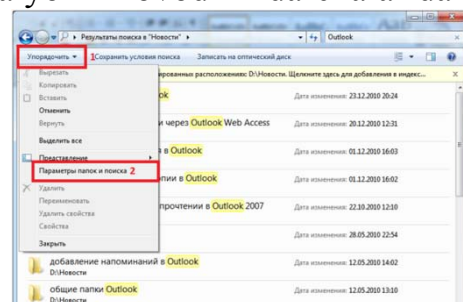 Результаты поиска в "Новости"
Outlook
Упорядочить
1Сохранить условия поиска
Записать на оптический диск
Вырезать
Копировать
Вставить
Отменить
Вернуть
Выделить все
Представление
Параметры папок и поиска 2
Удалить
Переименовать
Удалить свойства
Свойства
Закрыть
расположениях: D:\Новости. Щелкните здесь для добавления в индекс...
ok
Дата изменения: 23.12.2010 20:24
и через Outlook Web Access
Дата изменения: 20.12.2010 12:31
в Outlook
Дата изменения: 01.12.2010 16:03
пии в Outlook
Дата изменения: 01.12.2010 16:02
прочтении в Outlook 2007
Дата изменения: 22.10.2010 12:10
Дата изменения: 28.05.2010 22:54
добавление напоминаний в Outlook
D:\Новости
Дата изменения: 12.05.2010 14:02
общие папки Outlook
D:\Новости
Дата изменения: 12.05.2010 13:10